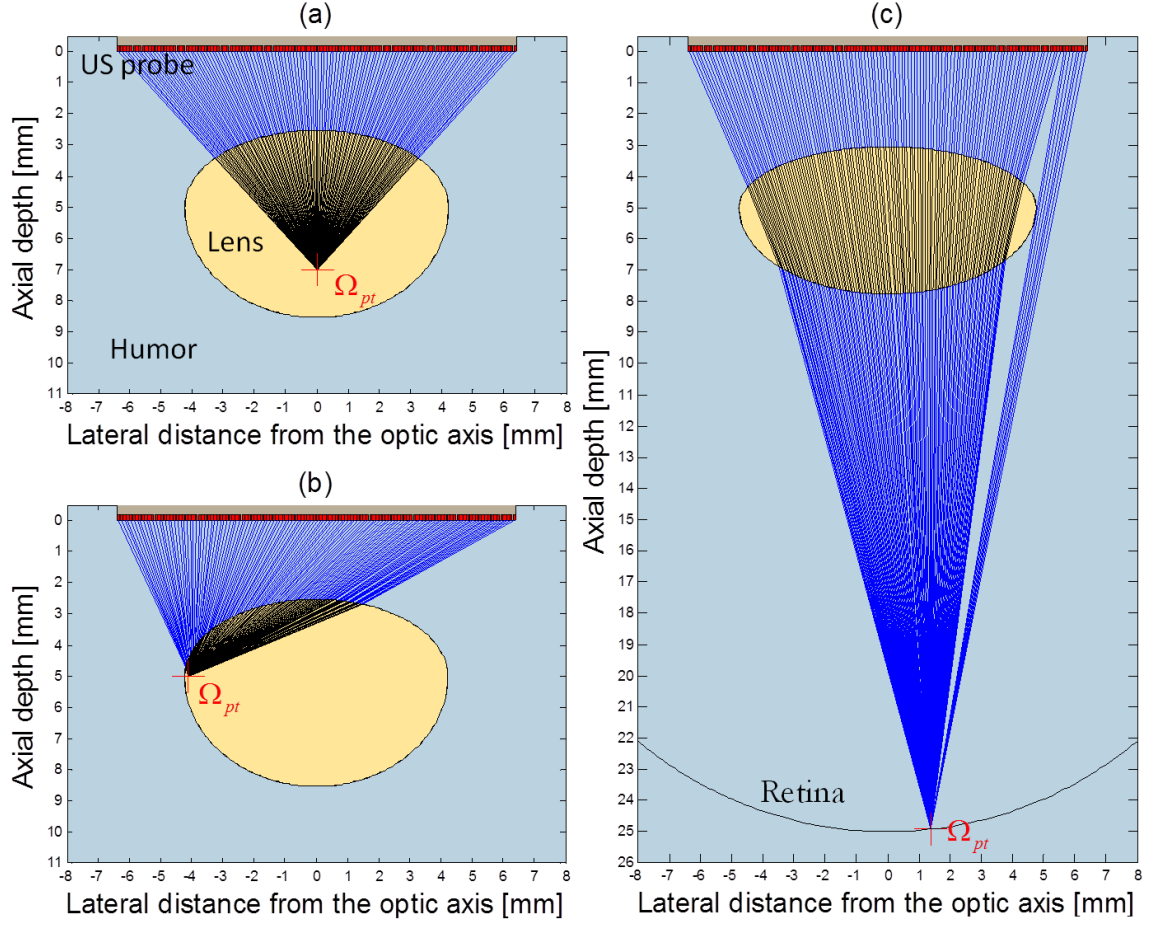 (a)
0
1
2
3
4
5
6
7
8
9
10
11
Axial depth [mm]
US probe
Lens
Ωpt
Humor
-8 -7 -6 -5 -4 -3 -2 -1 0 1 2 3 4 5 6 7 8
Lateral distance from the optic axis [mm]
(b)
0
1
2
3
4
5
6
7
8
9
10
11
Axial depth [mm]
Ωpt
-8 -7 -6 -5 -4 -3 -2 -1 0 1 2 3 4 5 6 7 8
Lateral distance from the optic axis [mm]
(c)
0
1
2
3
4
5
6
7
8
9
10
11
12
13
14
15
16
17
18
19
20
21
22
23
24
25
26
Axial depth [mm]
Retina
Ωpt
-8 -7 -6 -5 -4 -3 -2 -1 0 1 2 3 4 5 6 7 8
Lateral distance from the optic axis [mm]